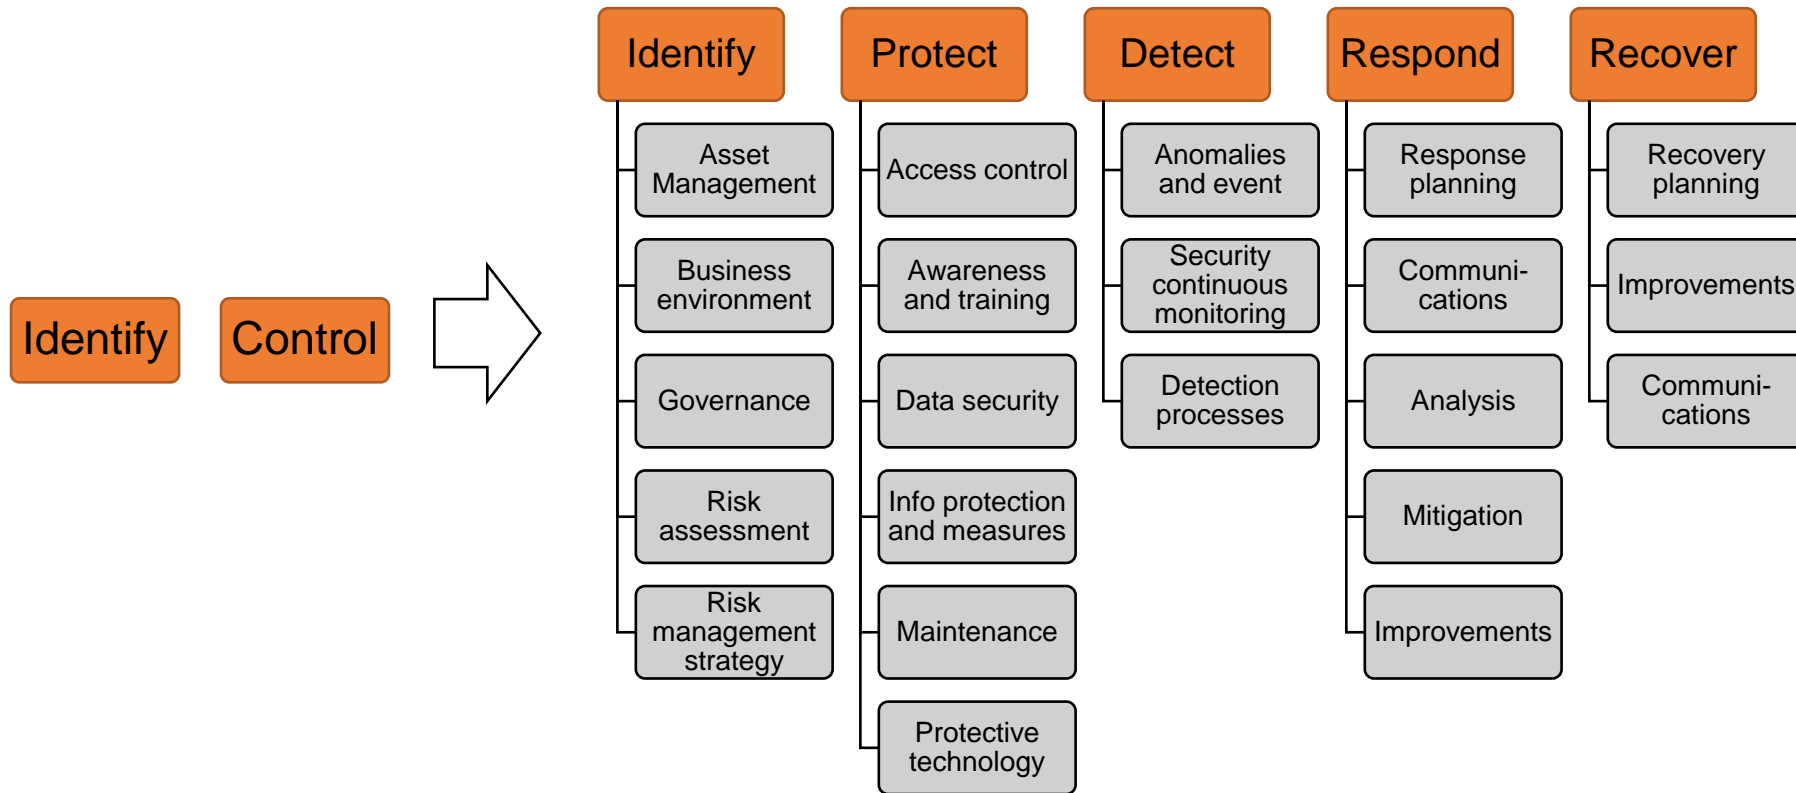 Identify
Control
Identify
Asset
Management
Business
environment
Governance
Risk
assessment
Risk
management
strategy
Protect
Access control
Awareness
and training
Data security
Info protection
and measures
Maintenance
Protective
technology
Detect
Anomalies
and event
Security
continuous
monitoring
Detection
processes
Respond
Response
planning
Communi-
cations
Analysis
Mitigation
Improvements
Recover
Recovery
planning
Improvements
Communi-
cations